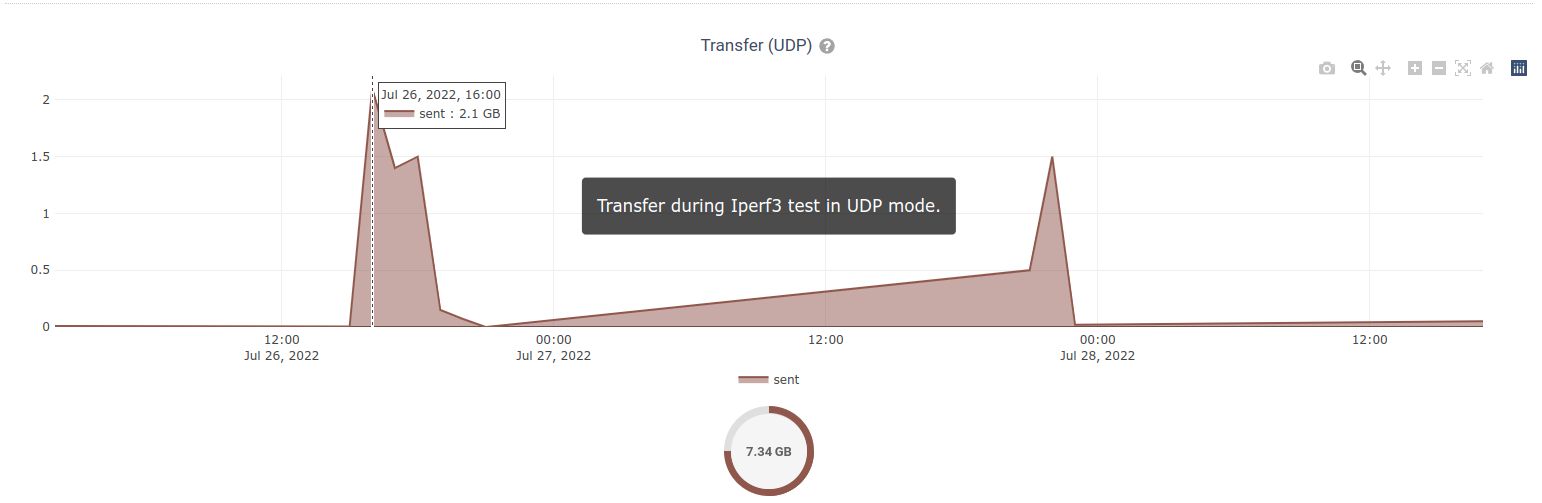 Transfer (UDP) ?
Jul 26, 2022, 16:00
sent : 2.1 GB
2
1.5
1
0.5
0
Transfer during Iperf3 test in UDP mode.
12:00
Jul 26, 2022
00:00
Jul 27, 2022
12:00
00:00
Jul 28, 2022
12:00
sent
7.34 GB